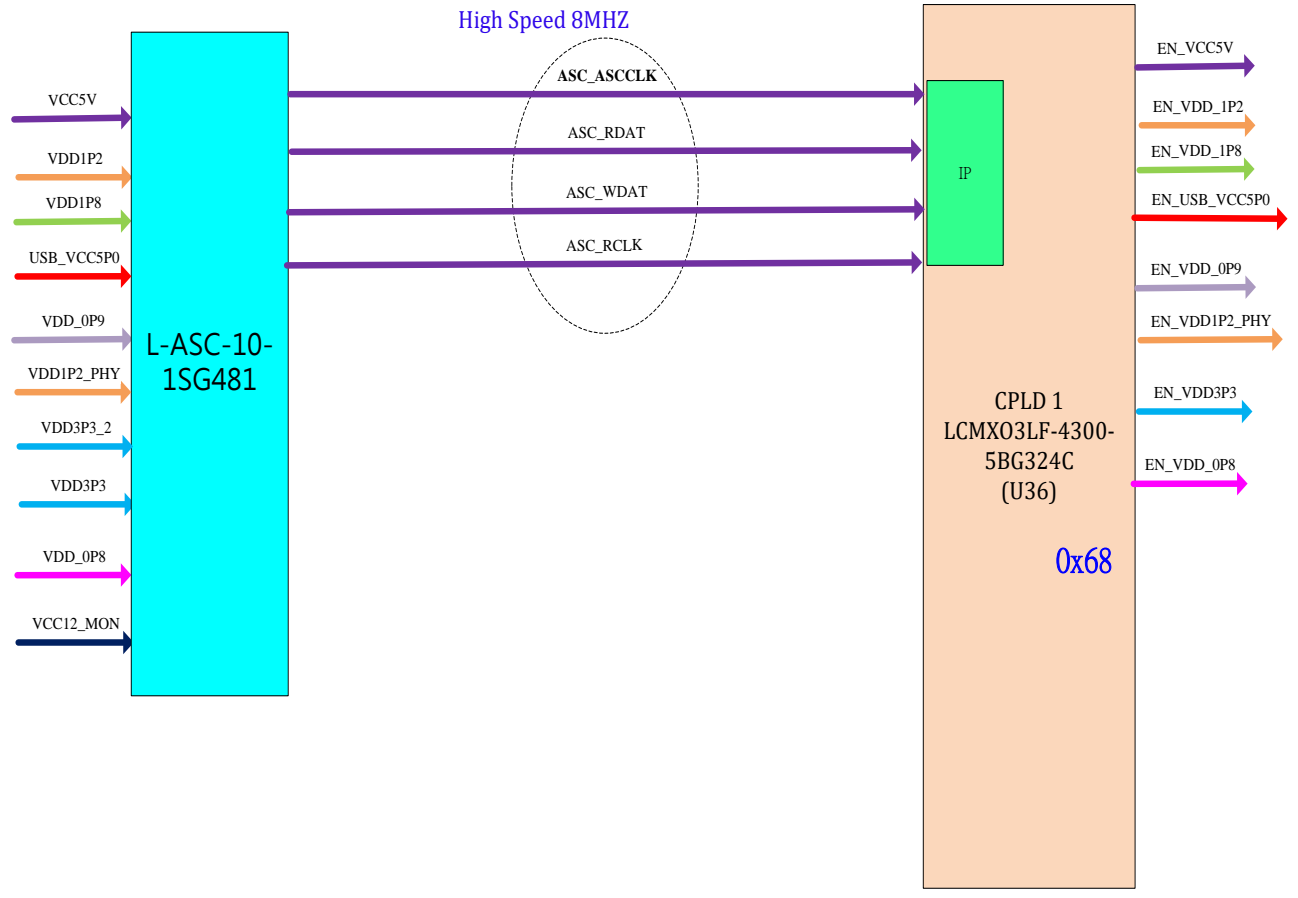 High Speed 8MHZ
VCC5V
VDD1P2
VDD1P8
USB_VCC5P0
VDD_0P9
VDD1P2_PHY
VDD3P3_2
VDD3P3
VDD_0P8
VCC12_MON
L-ASC-10-
1SG481
ASC_ASCCLK
ASC_RDAT
ASC_WDAT
ASC_RCLK
IP
CPLD 1
LCMXO3LF-4300-
5BG324C
(U36)
0x68
EN_VCC5V
EN_VDD_1P2
EN_VDD_1P8
EN_USB_VCC5P0
EN_VDD_0P9
EN_VDD1P2_PHY
EN_VDD3P3
EN_VDD_0P8